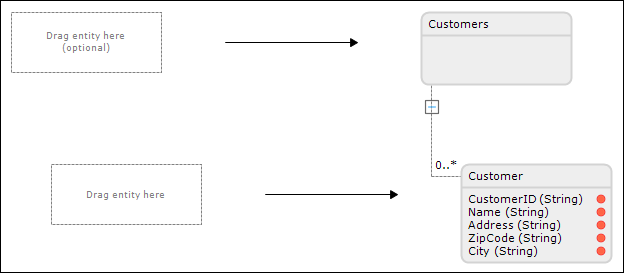 Drag entity here
(optional)
Customers
0..*
Drag entity here
Customer
CustomerID (String)
Name (String)
Address (String)
ZipCode (String)
City (String)